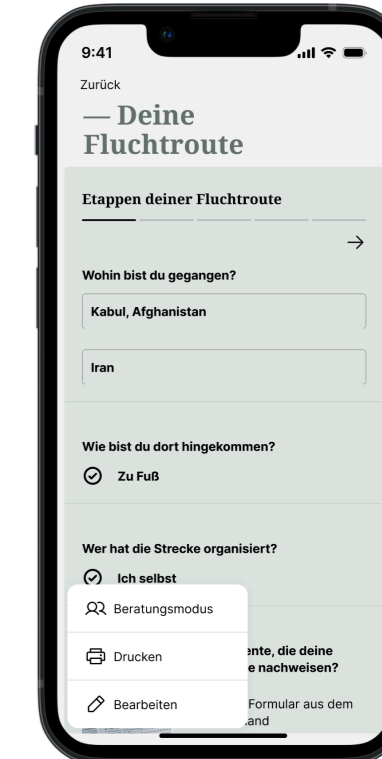 9:41
Zurück
— Deine
Fluchtroute
Etappen deiner Fluchtroute
Wohin bist du gegangen?
Kabul, Afghanistan
Iran
Wie bist du dort hingekommen?
Zu Fuß
Wer hat die Strecke organisiert?
Ich selbst
Beratungsmodus
Drucken
Bearbeiten
die deine
nachweisen?
Formular aus dem